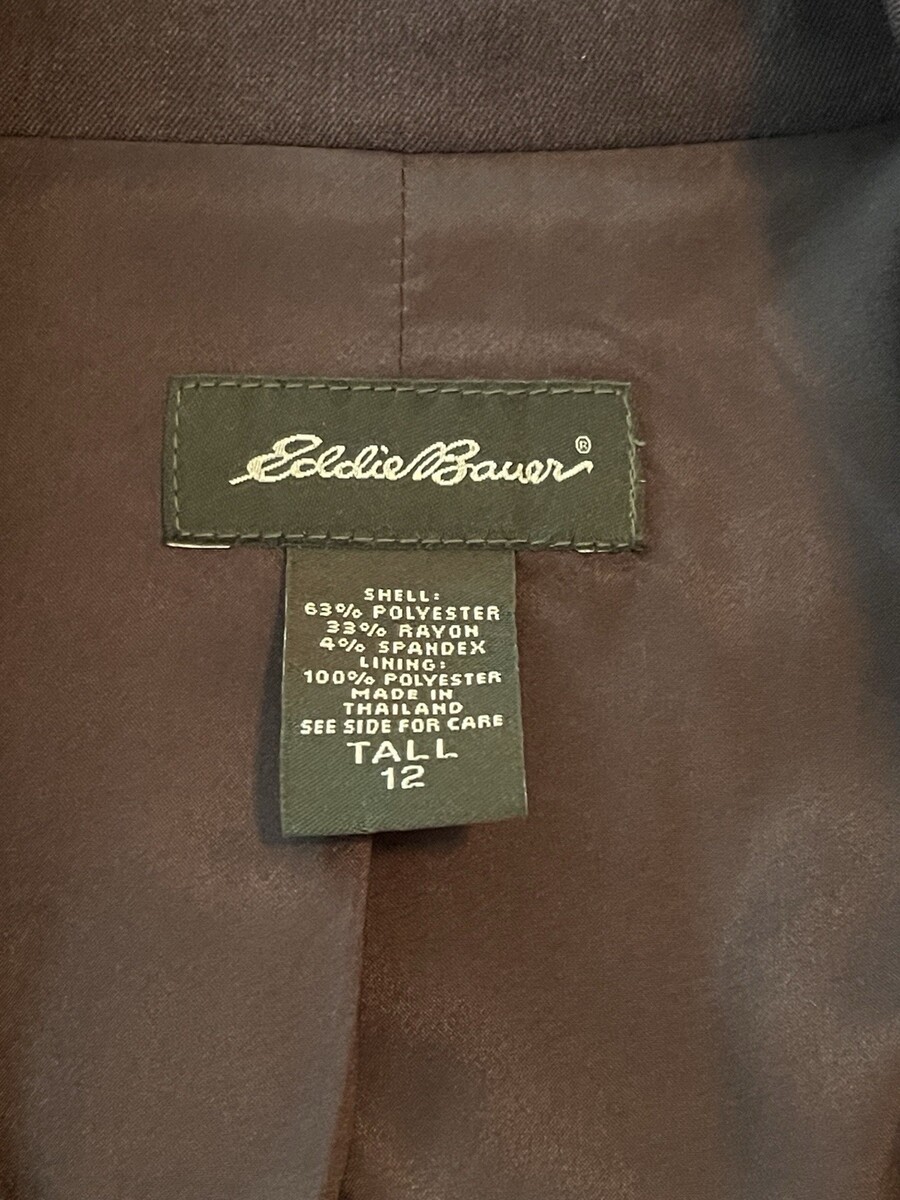 Eddie Bauer®
SHELL:
63% POLYESTER
33% RAYON
4% SPANDEX
LINING:
100% POLYESTER
MADE IN
THAILAND
SEE SIDE FOR CARE
TALL
12